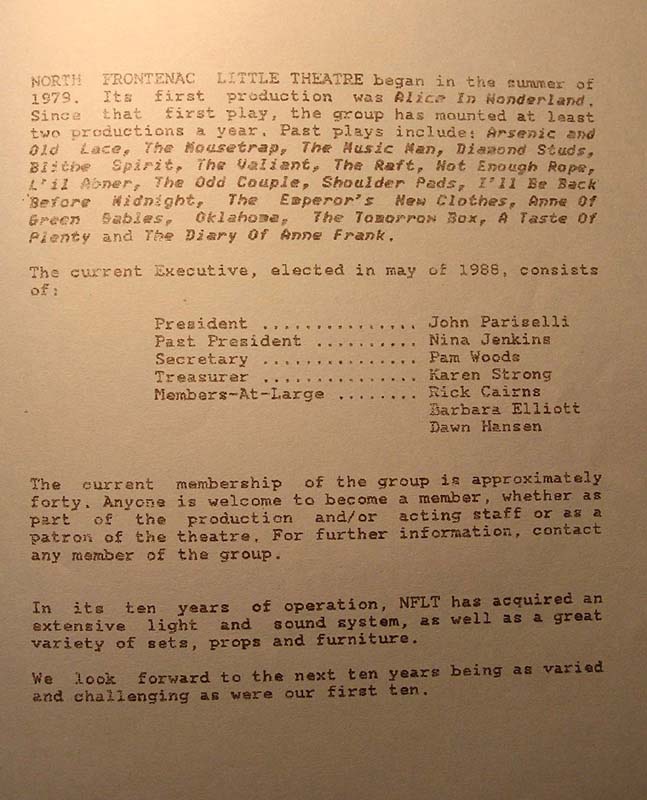 NORTH FRONTENAC LITTLE THEATRE began in the summer of
1979. Its first production was Alice In Wonderland.
Since that first play, the group has mounted at least
two productions a year. Past plays include: Arsenic and
Old Lace, The Mousetrap, The Music Man, Diamond Studs,
Blithe Spirit, The Valiant, The Raft, Not Enough Rope,
L'il Abner, The Odd Couple, Shoulder Pads, I'll Be Back
Before Midnight, The Emperor's New Clothes, Anne Of
Green Gables, Oklahoma, The Tomorrow Box, A Taste Of
Plenty and The Diary Of Anne Frank.
The current Executive, elected in may of 1988, consists
of:
President ............... John Pariselli
Past President .......... Nina Jenkins
Secretary ............... Pam Woods
Treasurer ............... Karen Strong
Members-At-Large ........ Rick Cairns
Barbara Elliott
Dawn Hansen
The current membership of the group is approximately
forty. Anyone is welcome to become a member, whether as
part of the production and/or acting staff or as a
patron of the theatre. For further information, contact
any member of the group.
In its ten years of operation, NFLT has acquired an
extensive light and sound system, as well as a great
variety of sets, props and furniture.
We look forward to the next ten years being as varied
and challenging as were our first ten.